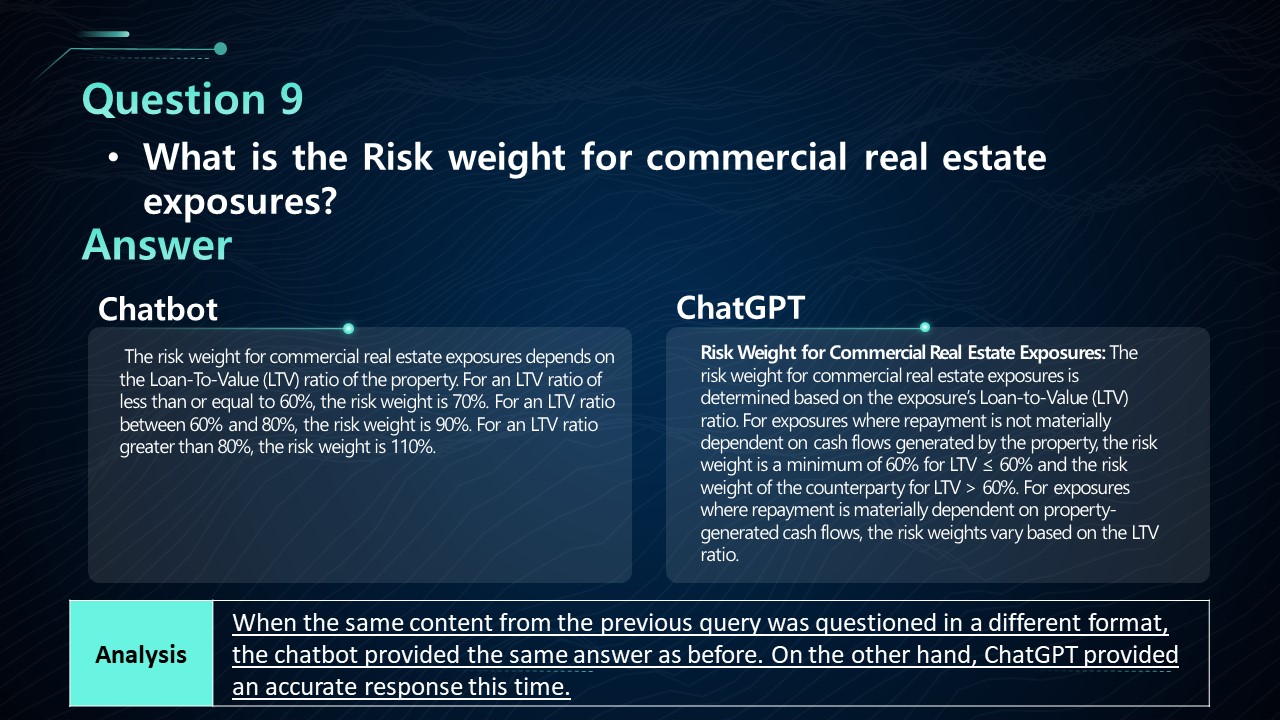 Question 9
• What is the Risk weight for commercial real estate
exposures?
Answer
Chatbot
The risk weight for commercial real estate exposures depends on
the Loan-To-Value (LTV) ratio of the property. For an LTV ratio of
less than or equal to 60%, the risk weight is 70%. For an LTV ratio
between 60% and 80%, the risk weight is 90%. For an LTV ratio
greater than 80%, the risk weight is 110%.
ChatGPT
Risk Weight for Commercial Real Estate Exposures: The
risk weight for commercial real estate exposures is
determined based on the exposure’s Loan-to-Value (LTV)
ratio. For exposures where repayment is not materially
dependent on cash flows generated by the property, the risk
weight is a minimum of 60% for LTV ≤ 60% and the risk
weight of the counterparty for LTV > 60%. For exposures
where repayment is materially dependent on property-
generated cash flows, the risk weights vary based on the LTV
ratio.
Analysis
When the same content from the previous query was questioned in a different format,
the chatbot provided the same answer as before. On the other hand, ChatGPT provided
an accurate response this time.